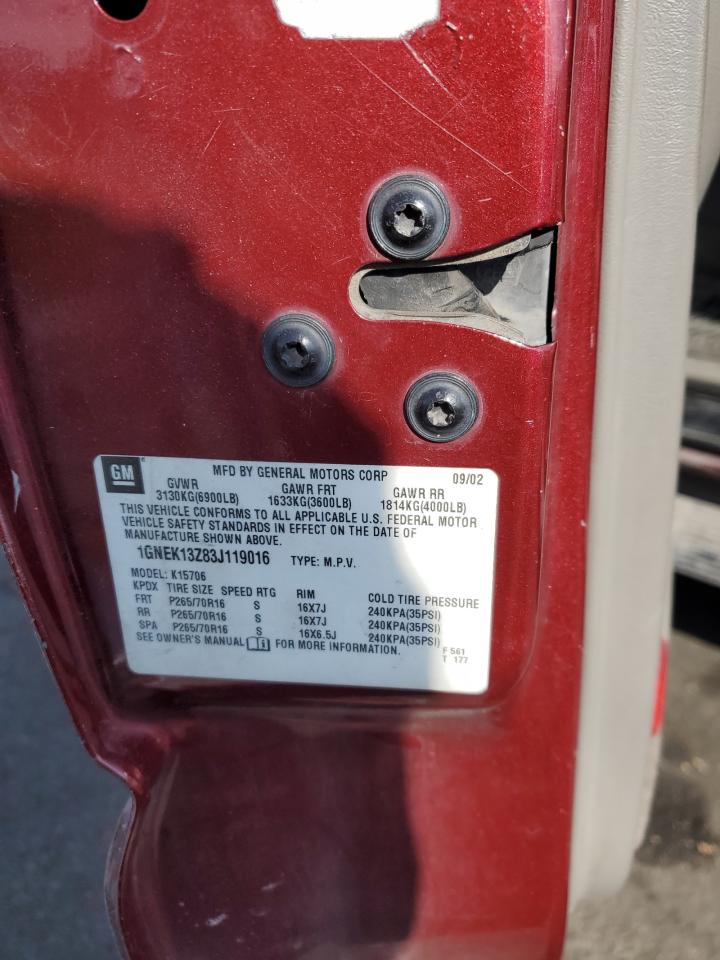 GM ® MFD BY GENERAL MOTORS CORP 09/02
GVWR GAWR FRT GAWR RR
3130KG(6900LB) 1633KG(3600LB) 1814KG(4000LB)
THIS VEHICLE CONFORMS TO ALL APPLICABLE U.S. FEDERAL MOTOR
VEHICLE SAFETY STANDARDS IN EFFECT ON THE DATE OF
MANUFACTURE SHOWN ABOVE.
1GNEK13Z83J119016 TYPE: M.P.V.
MODEL: K15706
KPDX TIRE SIZE SPEED RTG RIM COLD TIRE PRESSURE
FRT P265/70R16 S 16X7J 240KPA(35PSI)
RR P265/70R16 S 16X7J 240KPA(35PSI)
SPA P265/70R16 S 16X6.5J 240KPA(35PSI)
SEE OWNER'S MANUAL i FOR MORE INFORMATION.
F 561
T 177